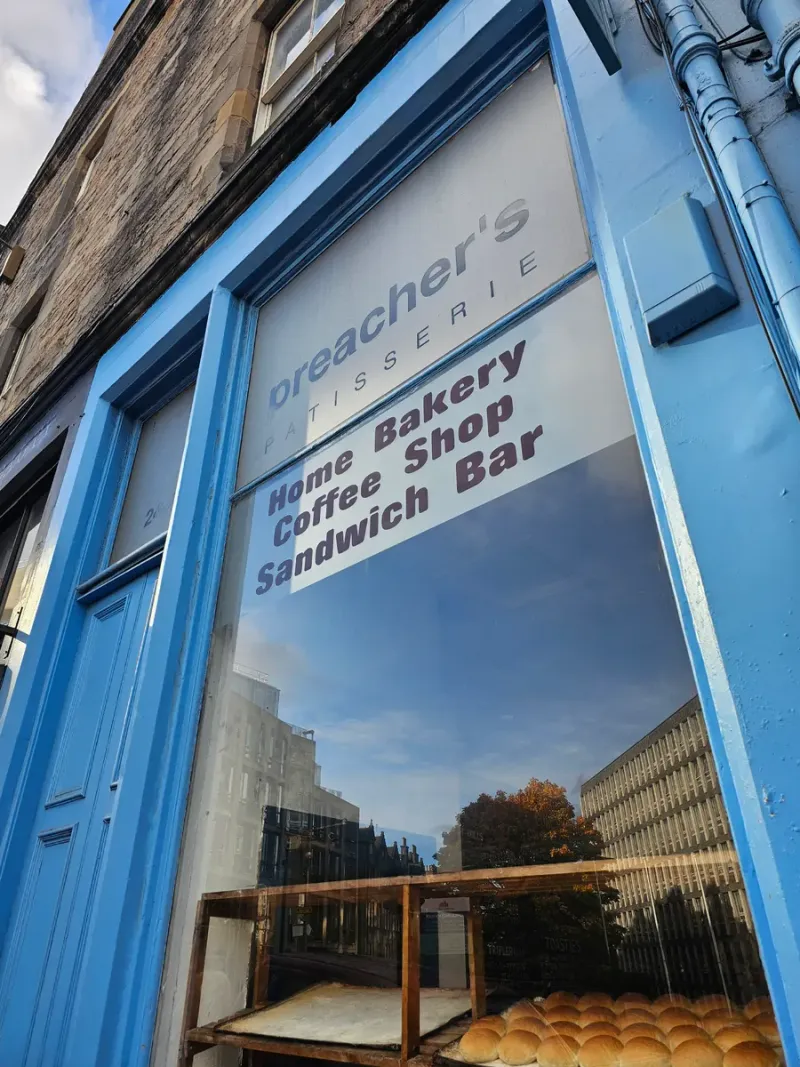 preacher's
PATISSERIE
Home Bakery
Coffee Shop
Sandwich Bar